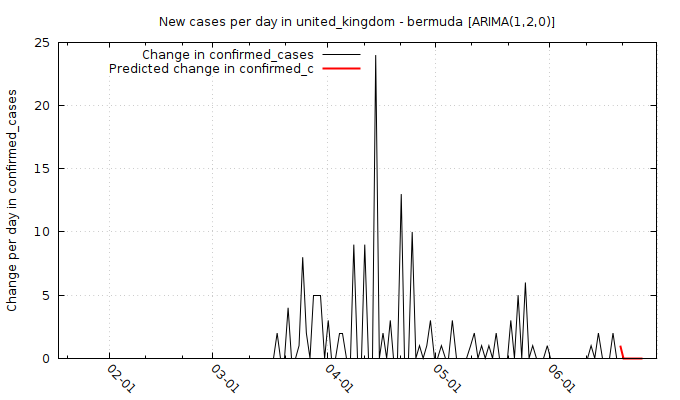 New cases per day in united_kingdom - bermuda [ARIMA(1,2,0)]
Change in confirmed_cases
Predicted change in confirmed_c
Change per day in confirmed_cases
25
20
15
10
5
0
02-01
03-01
04-01
05-01
06-01